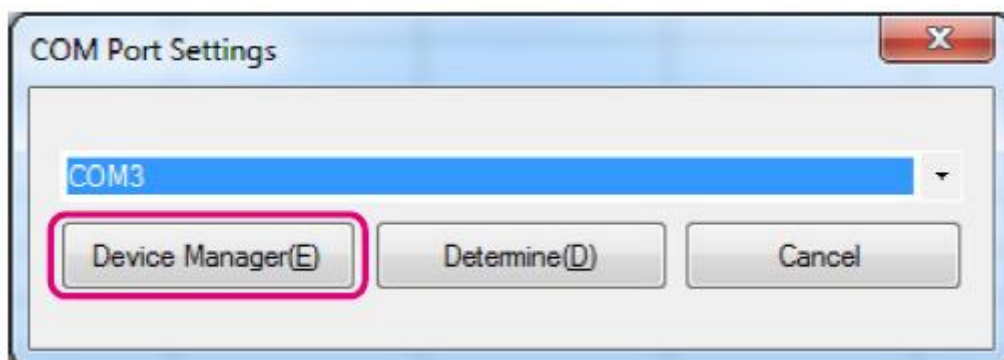 COM Port Settings
COM3
Device Manager(E)
Determine(D)
Cancel